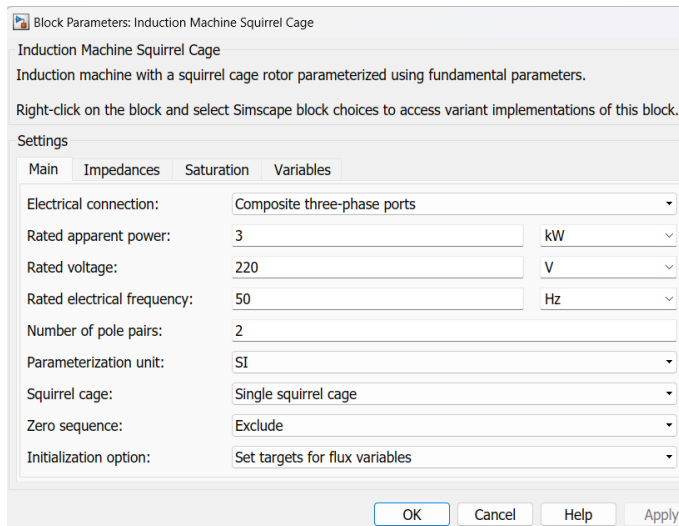 Block Parameters: Induction Machine Squirrel Cage
Induction Machine Squirrel Cage
Induction machine with a squirrel cage rotor parameterized using fundamental parameters.
Right-click on the block and select Simscape block choices to access variant implementations of this block.
Settings
Main Impedances Saturation Variables
Electrical connection: Composite three-phase ports
Rated apparent power: 3 kW
Rated voltage: 220 V
Rated electrical frequency: 50 Hz
Number of pole pairs: 2
Parameterization unit: SI
Squirrel cage: Single squirrel cage
Zero sequence: Exclude
Initialization option: Set targets for flux variables
OK Cancel Help Apply